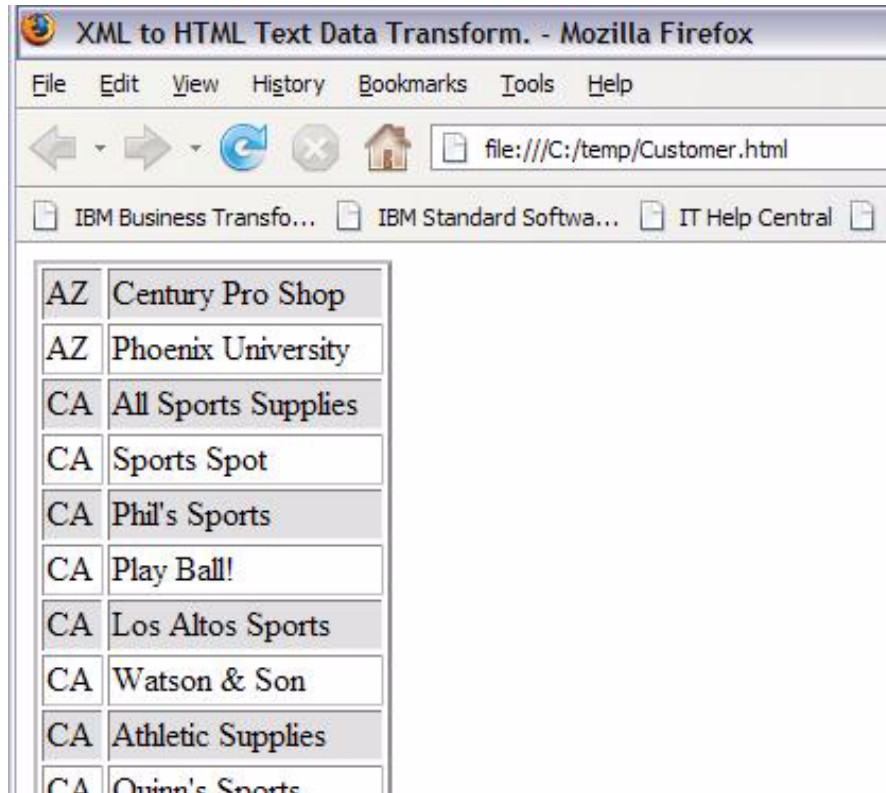 XML to HTML Text Data Transform. - Mozilla Firefox
File Edit View History Bookmarks Tools Help
file:///C:/temp/Customer.html
IBM Business Transfo... IBM Standard Softwa... IT Help Central
AZ Century Pro Shop
AZ Phoenix University
CA All Sports Supplies
CA Sports Spot
CA Phil's Sports
CA Play Ball!
CA Los Altos Sports
CA Watson & Son
CA Athletic Supplies
CA Quinn's Sports